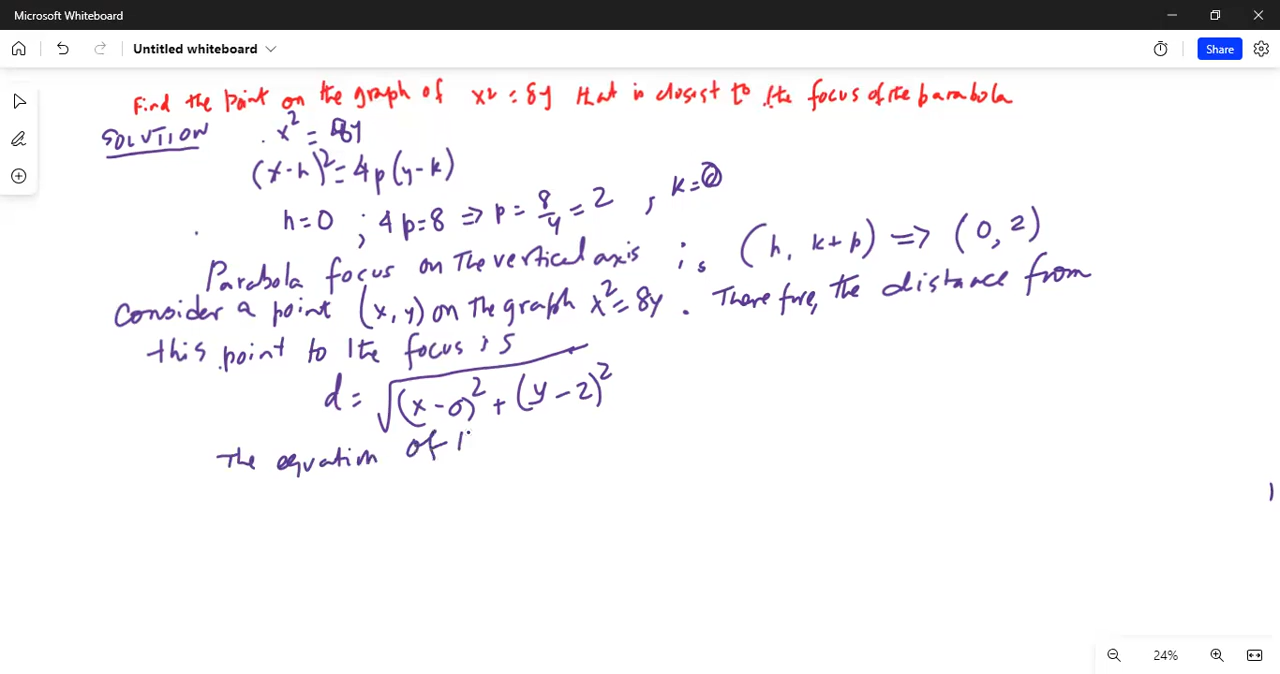 Microsoft Whiteboard
Untitled whiteboard
Share
Find the point on the graph of x² = 8y that is closest to the focus of the parabola
SOLUTION
x² = 8y
(x-h)² = 4p(y-k)
h=0 ; 4p=8 => p = 8/4 = 2 , k=0
Parabola focus on the vertical axis is (h, k+p) => (0, 2)
Consider a point (x, y) on the graph x² = 8y. Therefore, the distance from
this point to the focus is
d = √(x-0)² + (y-2)²
The equation of
24%